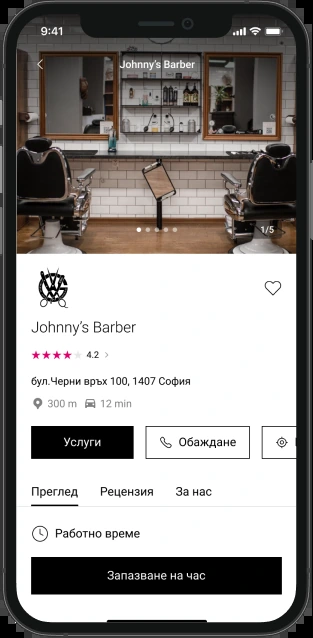 9:41
Johnny's Barber
1/5
Johnny's Barber
4.2
бул.Черни връх 100, 1407 София
300 m 12 min
Услуги Обаждане
Преглед Рецензия За нас
Работно време
Запазване на час